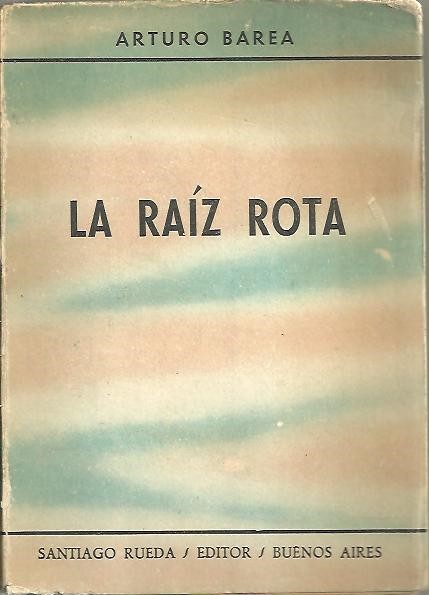 ARTURO BAREA
LA RAÍZ ROTA
SANTIAGO RUEDA / EDITOR / BUENOS AIRES